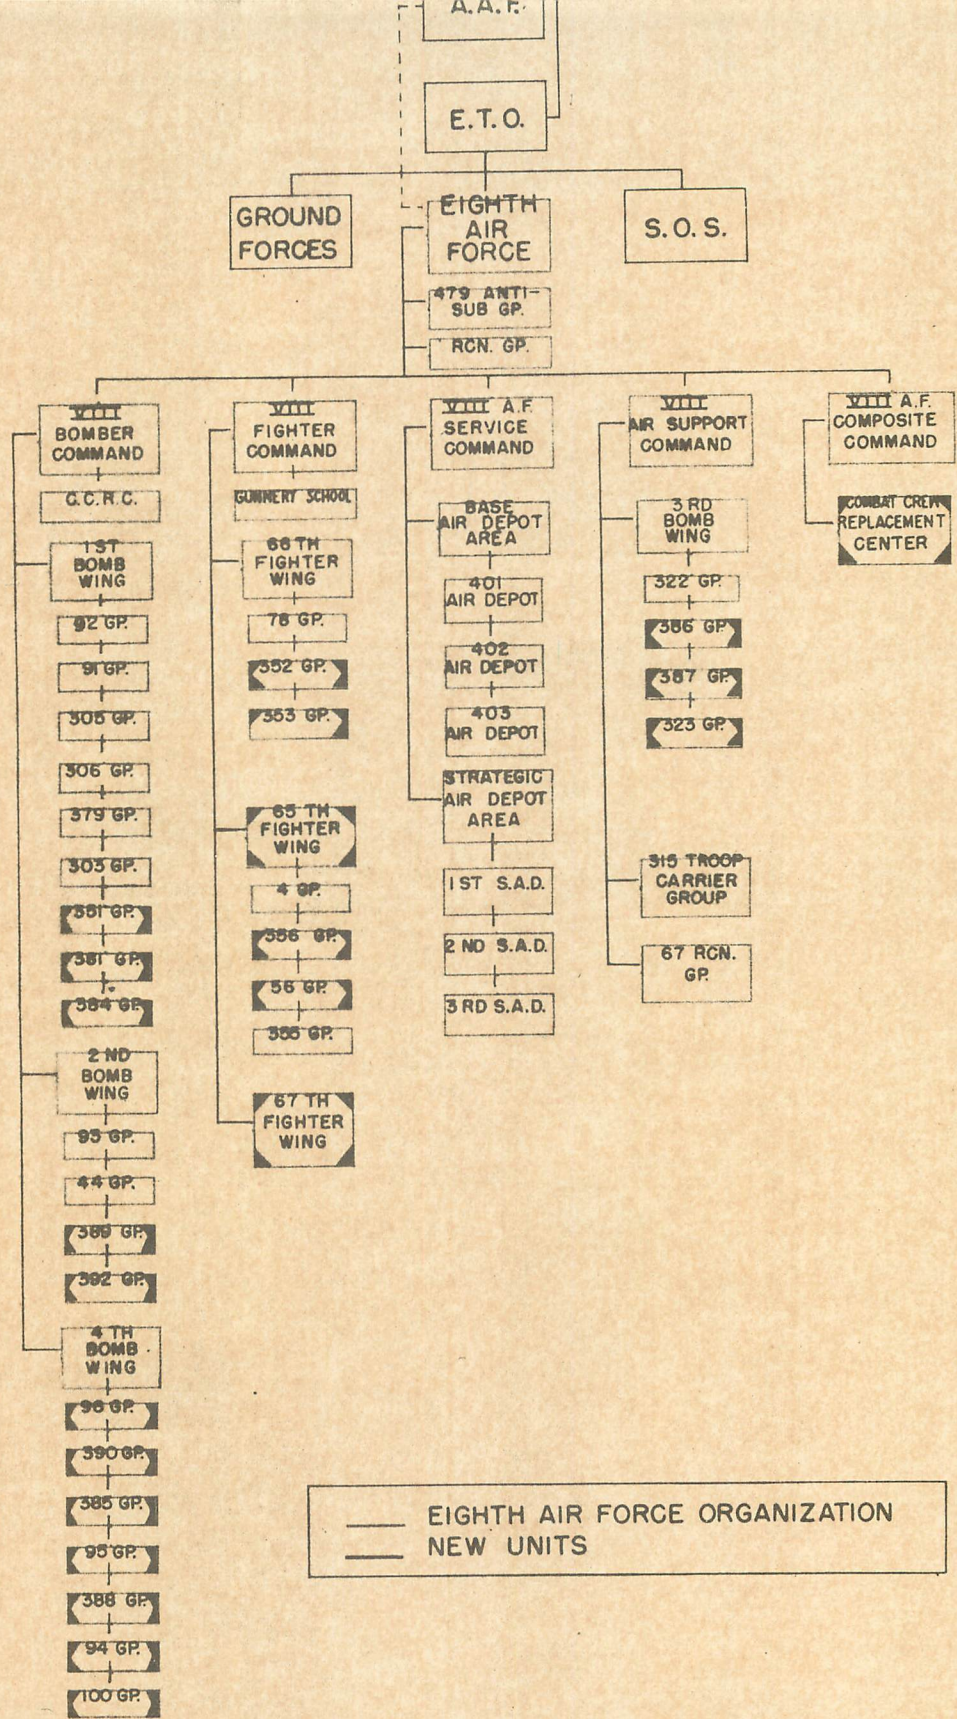 A.A.F.
E.T.O.
GROUND
FORCES
EIGHTH
AIR
FORCE
S.O.S.
479 ANTI-
SUB GP.
RCN. GP.
VIII
BOMBER
COMMAND
C.C.R.C.
1ST
BOMB
WING
92 GP.
91 GP.
305 GP.
306 GP.
379 GP.
303 GP.
351 GP.
381 GP.
384 GP.
2 ND
BOMB
WING
93 GP.
44 GP.
389 GP.
392 GP.
4 TH
BOMB
WING
96 GP.
390 GP.
385 GP.
95 GP.
388 GP.
94 GP.
100 GP.
VIII
FIGHTER
COMMAND
GUNNERY SCHOOL
66 TH
FIGHTER
WING
78 GP.
352 GP.
353 GP.
65 TH
FIGHTER
WING
4 GP.
356 GP.
56 GP.
355 GP.
67 TH
FIGHTER
WING
VIII A.F.
SERVICE
COMMAND
BASE
AIR DEPOT
AREA
401
AIR DEPOT
402
AIR DEPOT
403
AIR DEPOT
STRATEGIC
AIR DEPOT
AREA
1 ST S.A.D.
2 ND S.A.D.
3 RD S.A.D.
VIII
AIR SUPPORT
COMMAND
3 RD
BOMB
WING
322 GP.
386 GP.
387 GP.
323 GP.
315 TROOP
CARRIER
GROUP
67 RCN.
GP.
VIII A.F.
COMPOSITE
COMMAND
COMBAT CREW
REPLACEMENT
CENTER
EIGHTH AIR FORCE ORGANIZATION
NEW UNITS